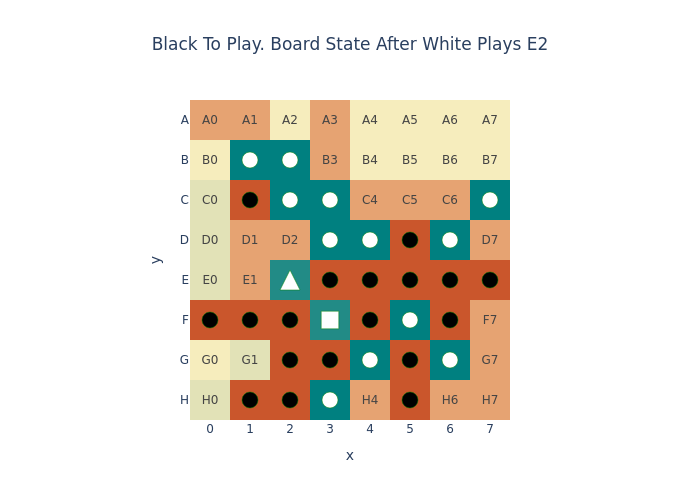 Black To Play. Board State After White Plays E2
A A0 A1 A2 A3 A4 A5 A6 A7
B B0 B3 B4 B5 B6 B7
C C0 C4 C5 C6
D D0 D1 D2 D7
y
E E0 E1
F F7
G G0 G1 G7
H H0 H4 H6 H7
0 1 2 3 4 5 6 7
x